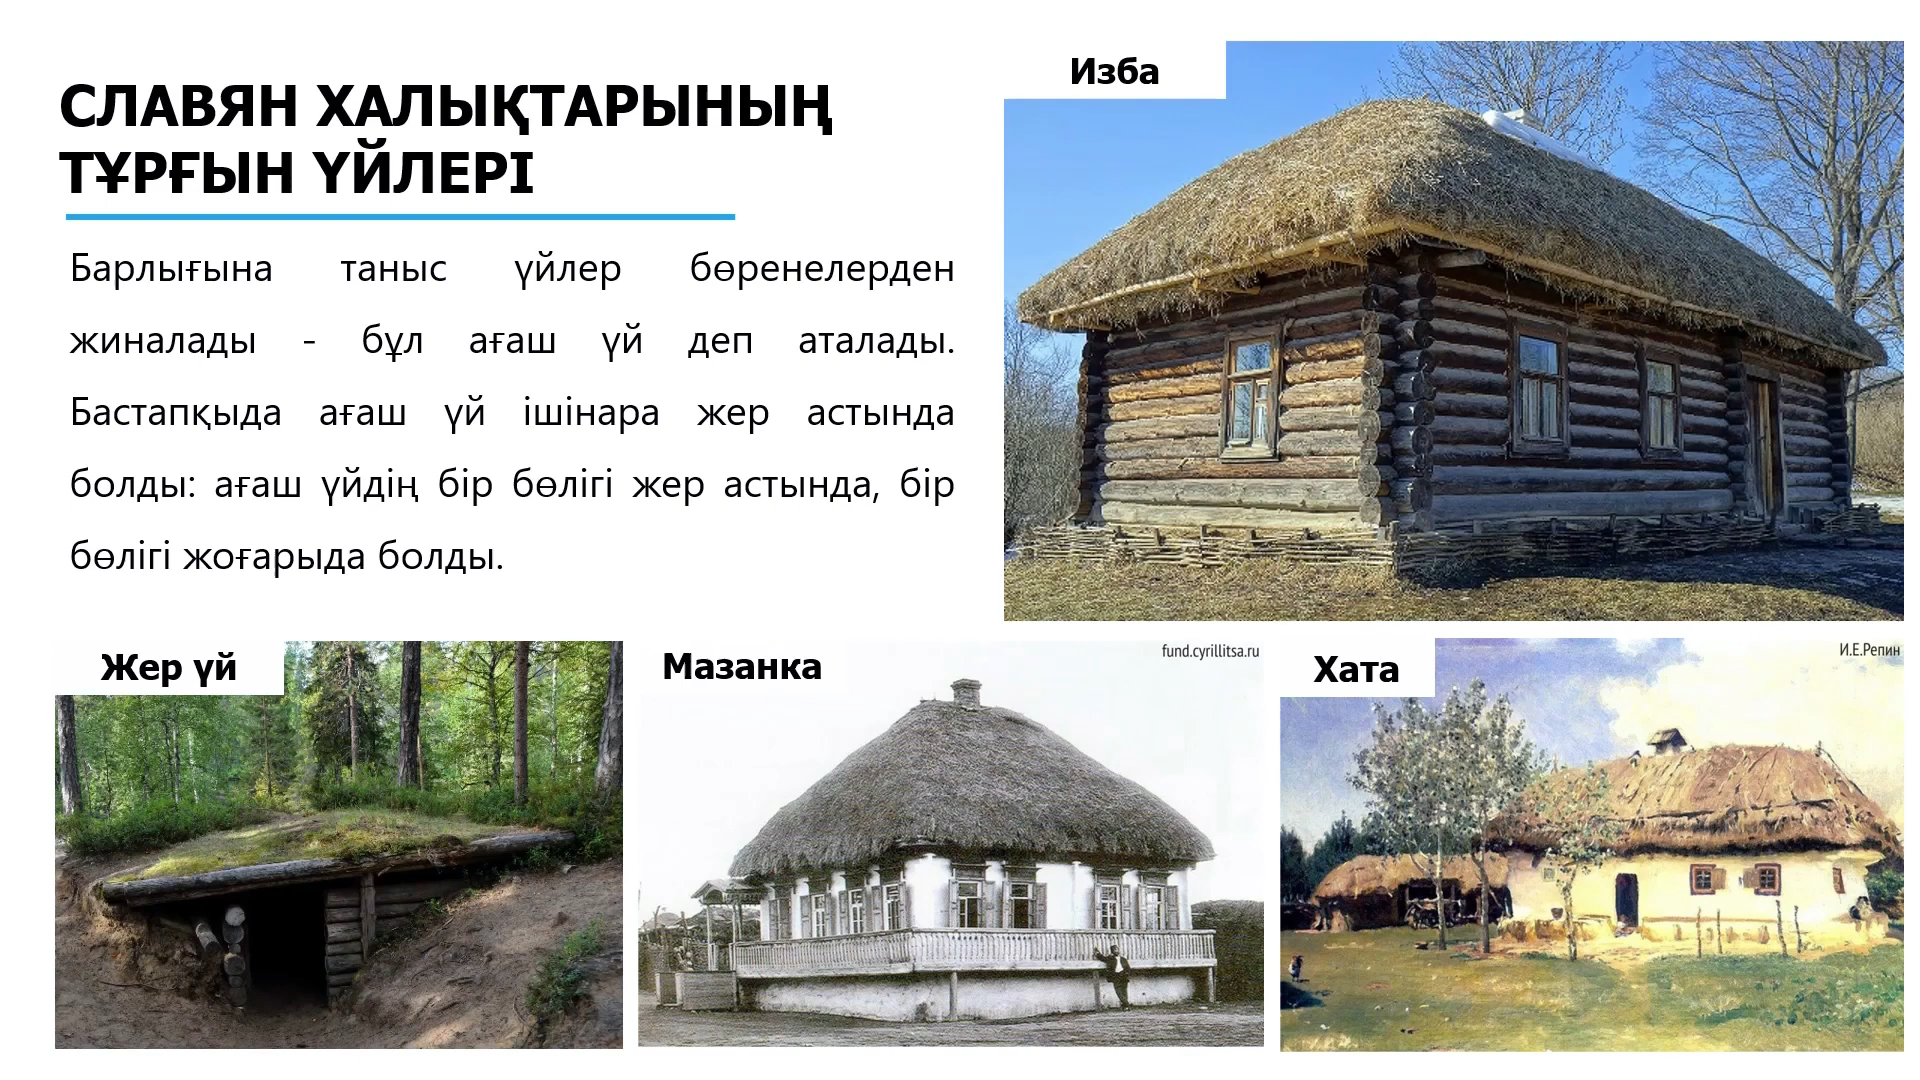 СЛАВЯН ХАЛЫҚТАРЫНЫҢ
ТҰРҒЫН ҮЙЛЕРІ
Барлығына таныс үйлер бөренелерден
жиналады - бұл ағаш үй деп аталады.
Бастапқыда ағаш үй ішінара жер астында
болды: ағаш үйдің бір бөлігі жер астында, бір
бөлігі жоғарыда болды.
Изба
Жер үй
Мазанка
fund.cyrillitsa.ru
Хата
И.Е.Репин